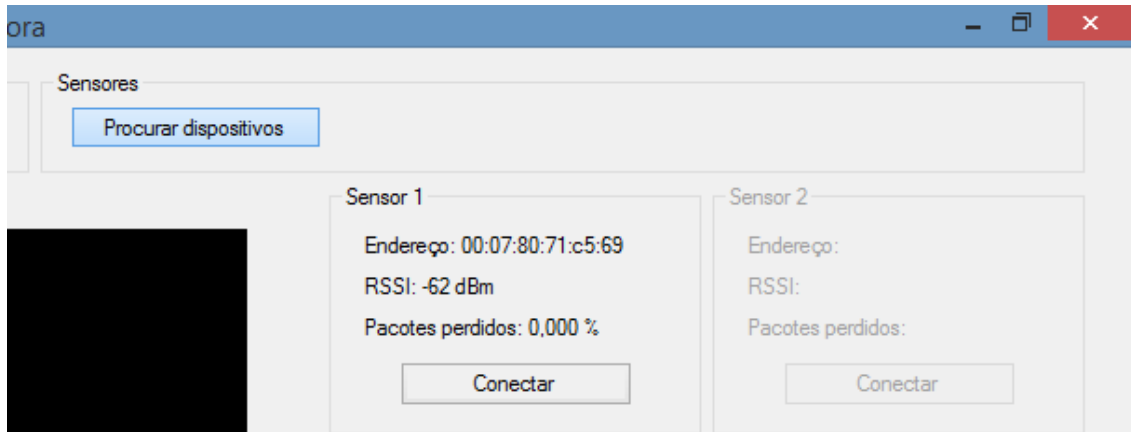 ora
Sensores
Procurar dispositivos
Sensor 1
Endereço: 00:07:80:71:c5:69
RSSI: -62 dBm
Pacotes perdidos: 0,000 %
Conectar
Sensor 2
Endereço:
RSSI:
Pacotes perdidos:
Conectar